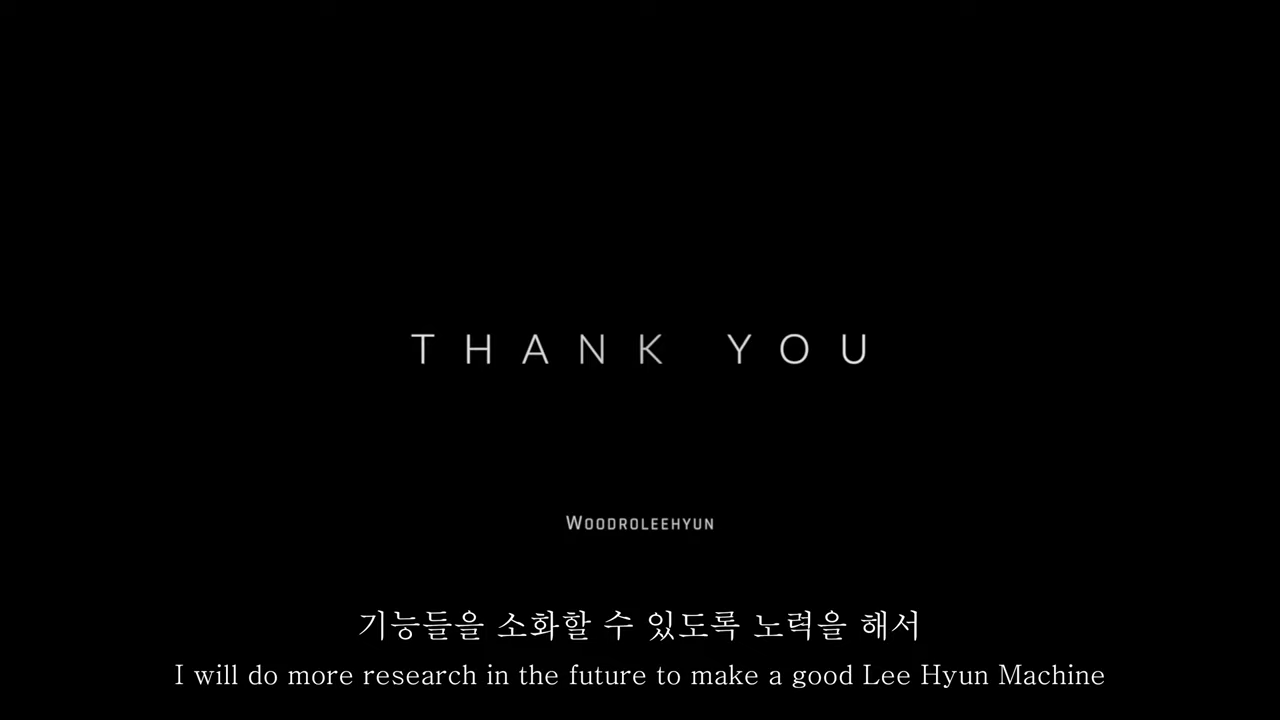 THANK YOU
WOODROLEEHYUN
기능들을 소화할 수 있도록 노력을 해서
I will do more research in the future to make a good Lee Hyun Machine